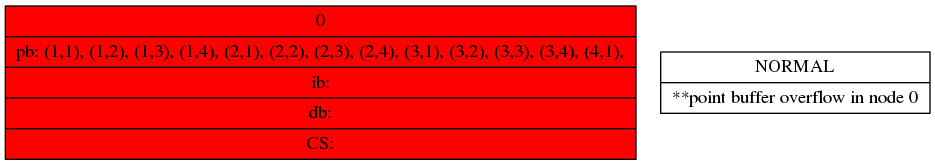 0
pb: (1,1), (1,2), (1,3), (1,4), (2,1), (2,2), (2,3), (2,4), (3,1), (3,2), (3,3), (3,4), (4,1),
ib:
db:
CS:
NORMAL
**point buffer overflow in node 0